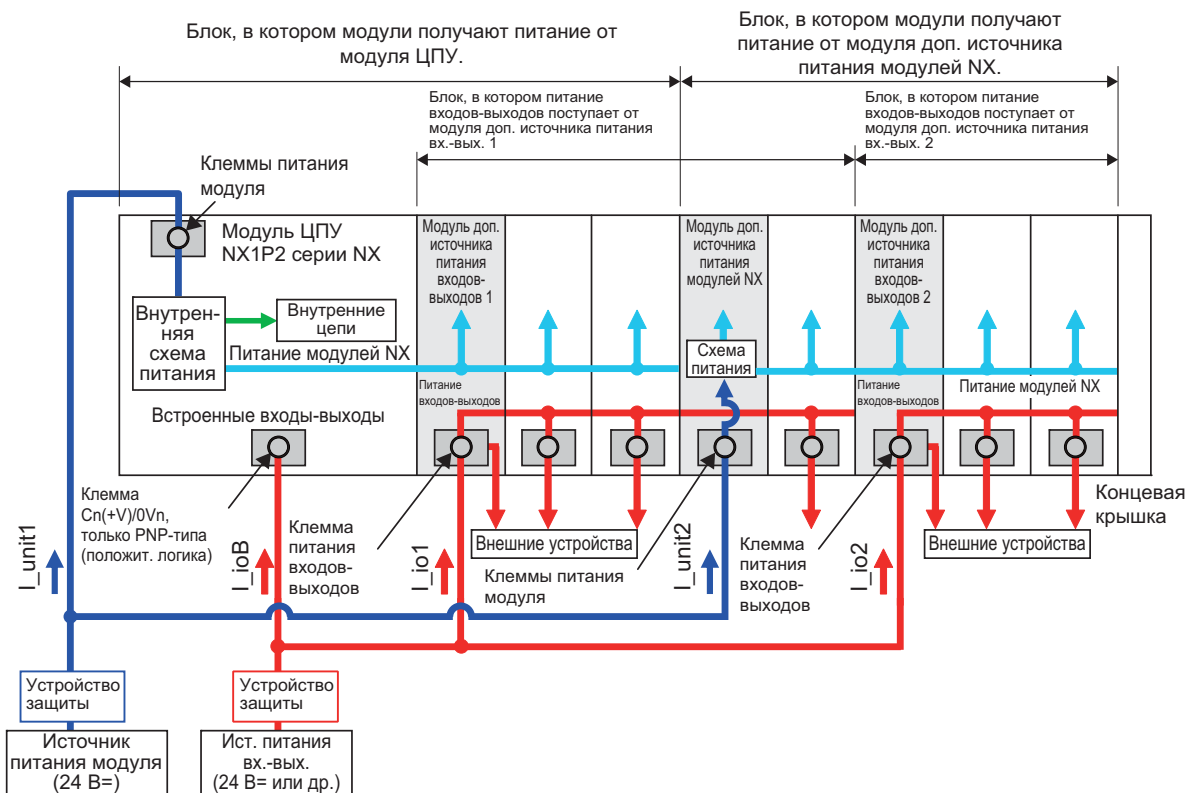 Блок, в котором модули получают питание от
модуля ЦПУ.
Блок, в котором модули получают
питание от модуля доп. источника
питания модулей NX.
Блок, в котором питание
входов-выходов поступает от
модуля доп. источника питания
вх.-вых. 1
Блок, в котором питание
входов-выходов поступает от
модуля доп. источника питания
вх.-вых. 2
Клеммы питания
модуля
Модуль ЦПУ
NX1P2 серии NX
Модуль доп.
источника
питания
входов-
выходов 1
Модуль доп.
источника
питания
модулей NX
Модуль доп.
источника
питания
входов-
выходов 2
Внутрен-
няя
схема
питания
Внутренние
цепи
Питание модулей NX
Схема
питания
Питание модулей NX
Питание
входов-выходов
Питание
входов-выходов
Встроенные входы-выходы
Клемма
Cn(+V)/0Vn,
только PNP-типа
(положит. логика)
Клемма
питания
входов-
выходов
Внешние устройства
Клеммы питания
модуля
Клемма
питания
входов-
выходов
Внешние устройства
Концевая
крышка
I_unit1
I_ioB
I_io1
I_unit2
I_io2
Устройство
защиты
Устройство
защиты
Источник
питания модуля
(24 В=)
Ист. питания
вх.-вых.
(24 В= или др.)